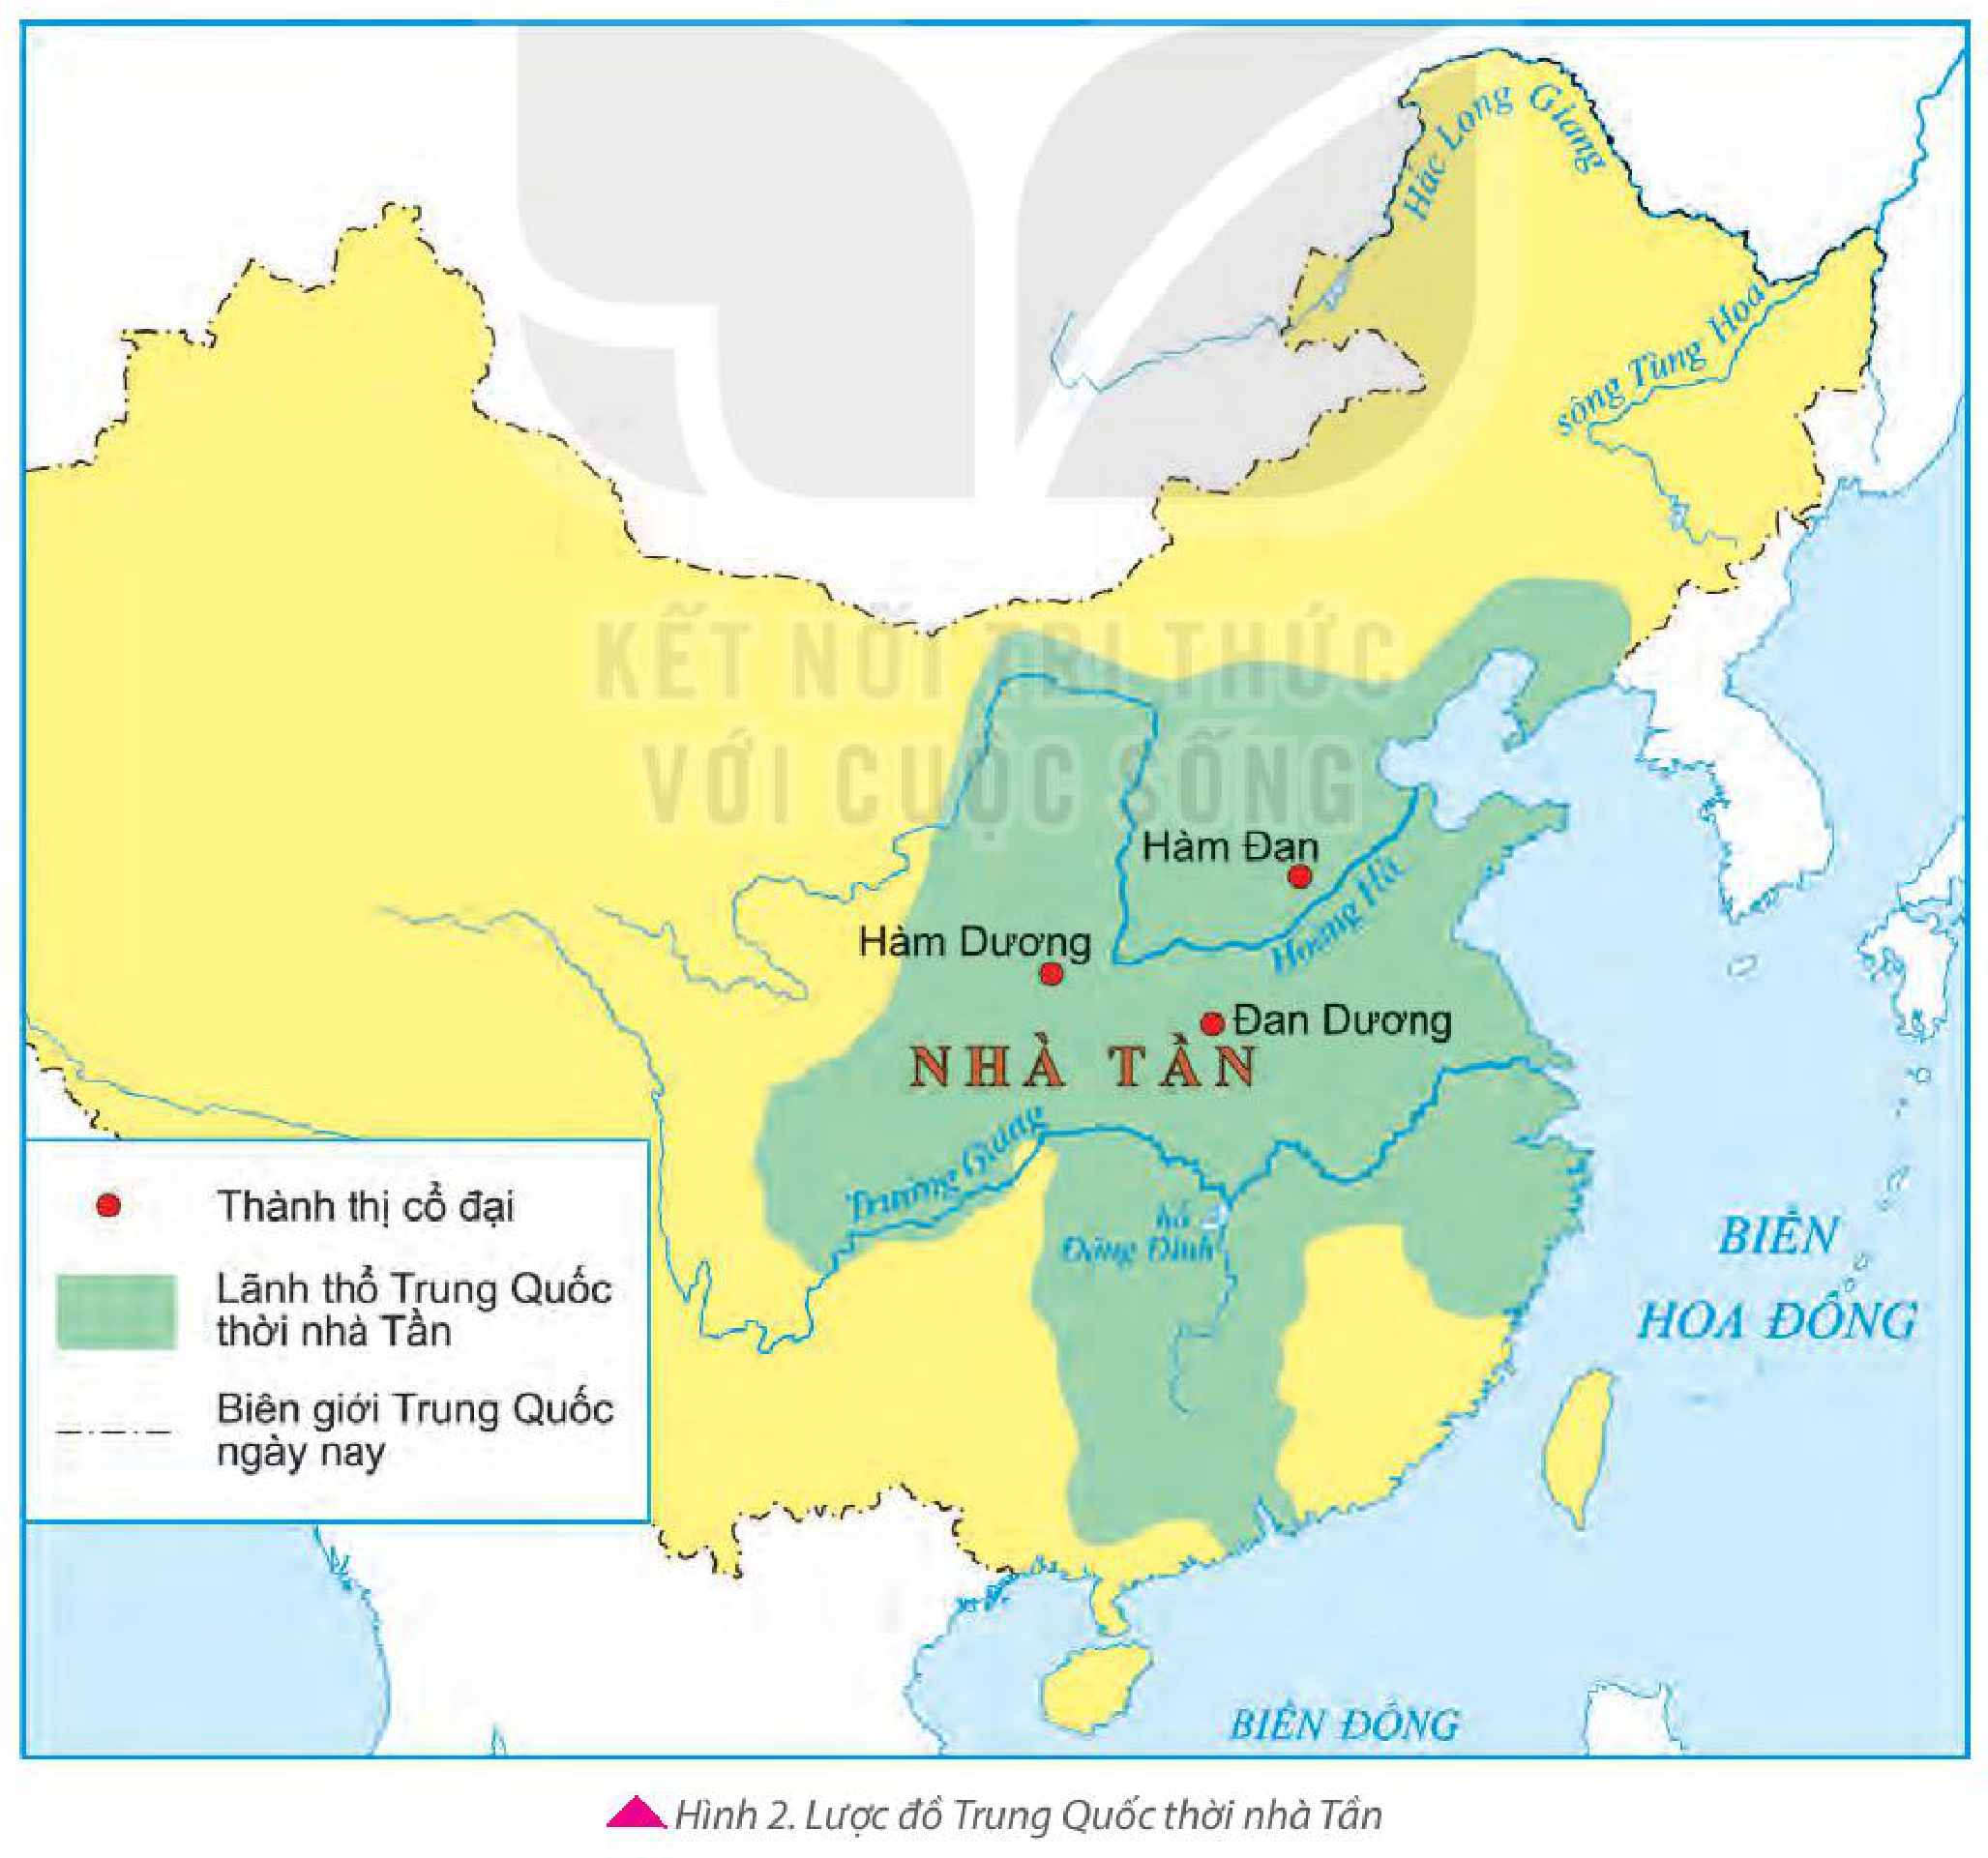 Hắc Long Giang
sông Tùng Hoa
KẾT NỐI TRI THỨC
VỚI CUỘC SỐNG
Hàm Đan
Hoàng Hà
Hàm Dương
Đan Dương
NHÀ TẦN
Trường Giang
hồ
Động Đình
BIỂN
HOA ĐÔNG
BIỂN ĐÔNG
Thành thị cổ đại
Lãnh thổ Trung Quốc
thời nhà Tần
Biên giới Trung Quốc
ngày nay
Hình 2. Lược đồ Trung Quốc thời nhà Tần